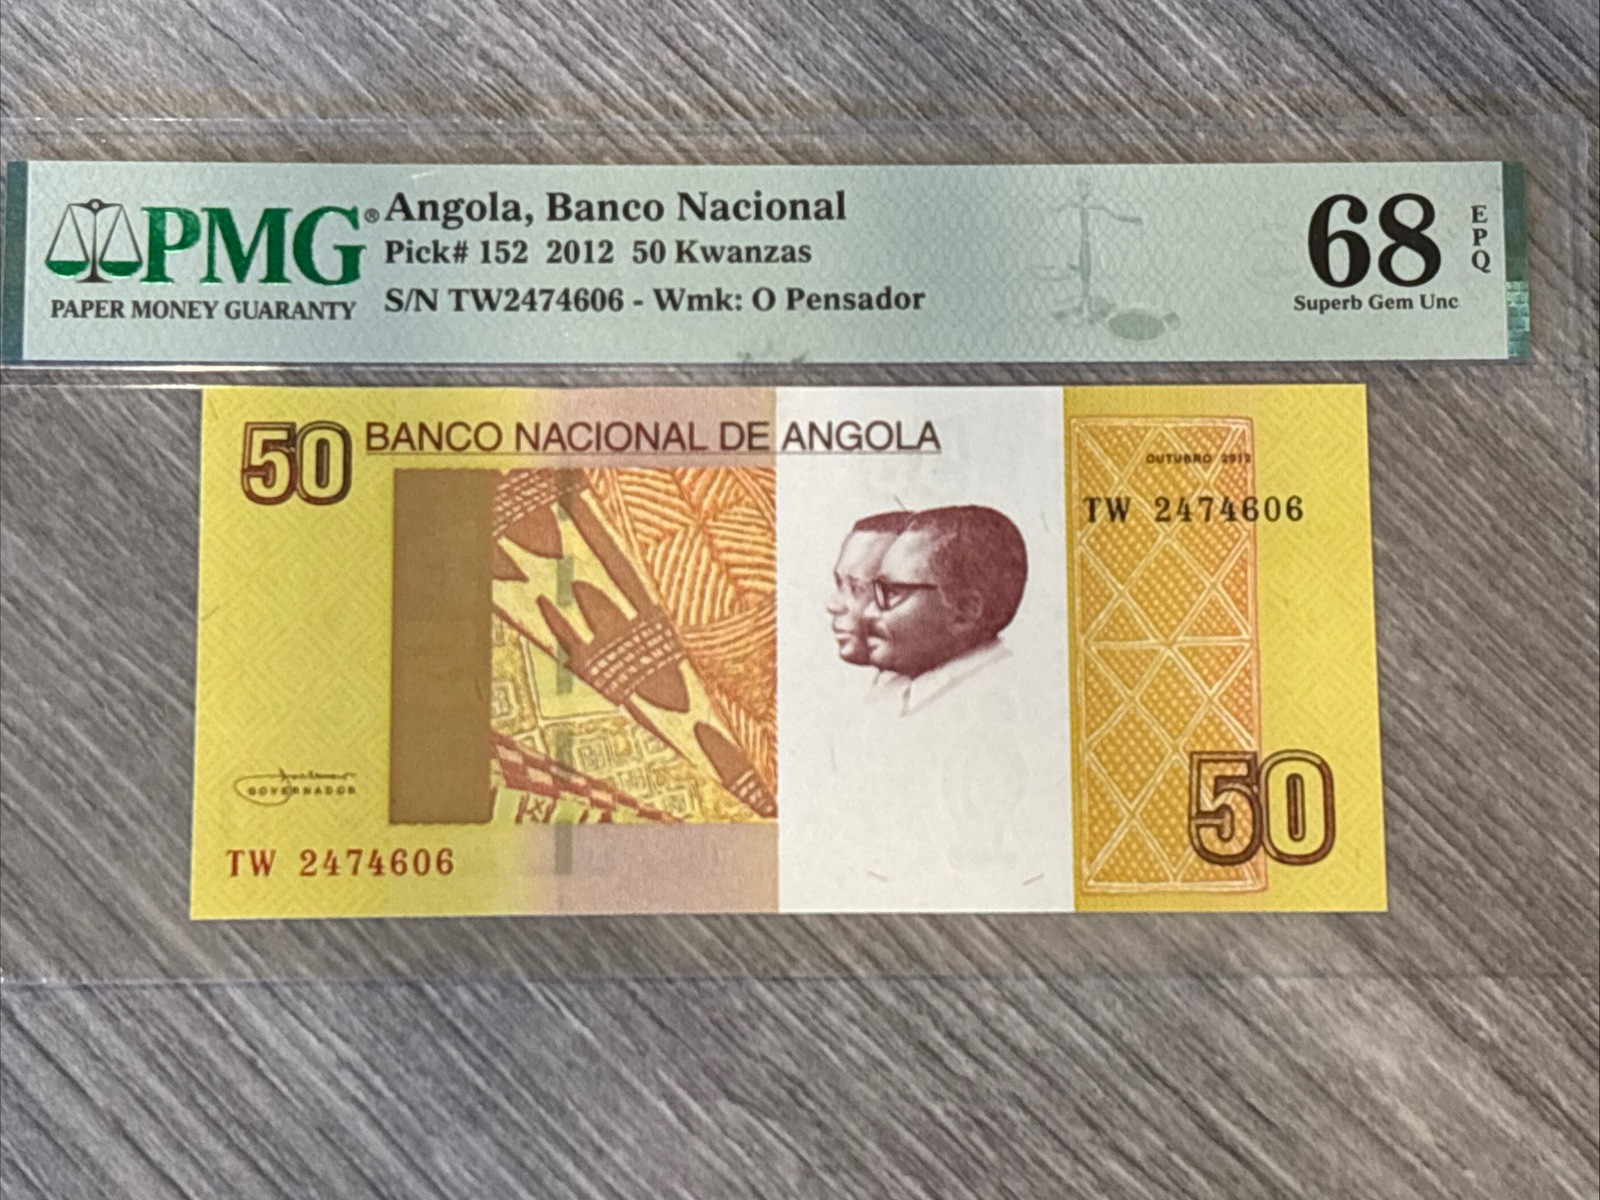 PMG®
PAPER MONEY GUARANTY
Angola, Banco Nacional
Pick# 152 2012 50 Kwanzas
S/N TW2474606 - Wmk: O Pensador
68
EPQ
Superb Gem Unc
50
BANCO NACIONAL DE ANGOLA
OUTUBRO 2012
TW 2474606
GOVERNADOR
TW 2474606
50